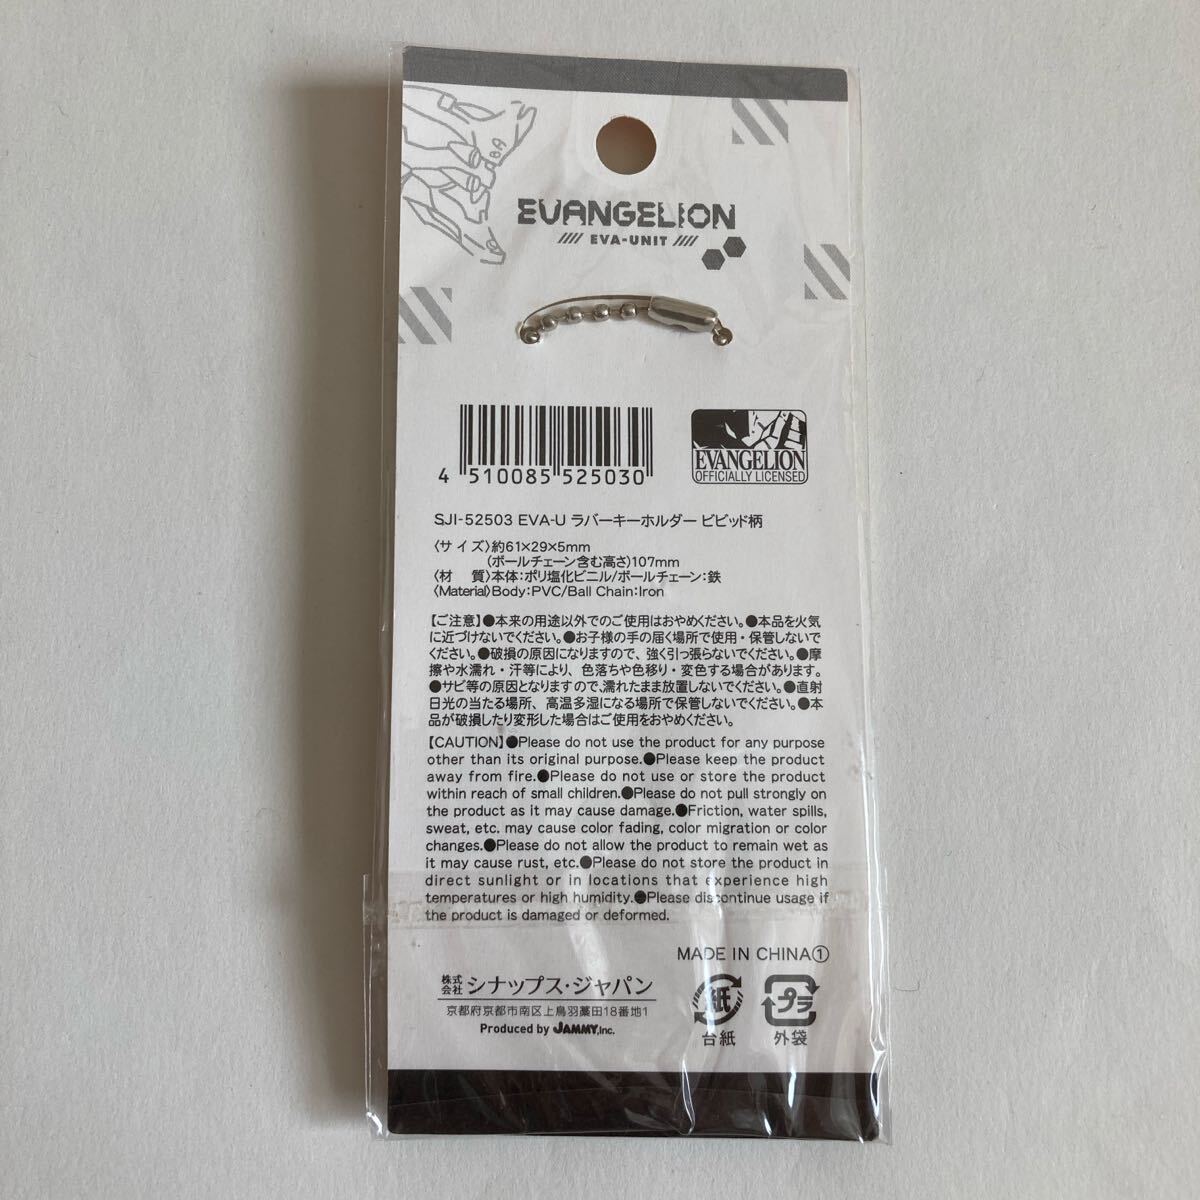 BA
EVANGELION
//// EVA-UNIT ////
4 510085 525030
EVANGELION
OFFICIALLY LICENSED
SJI-52503 EVA-U ラバーキーホルダー ビビッド柄
〈サイズ〉約61×29×5mm
(ボールチェーン含む高さ)107mm
〈材　質〉本体:ポリ塩化ビニル/ボールチェーン:鉄
〈Material〉Body:PVC/Ball Chain:Iron
【ご注意】●本来の用途以外でのご使用はおやめください。●本品を火気
に近づけないでください。●お子様の手の届く場所で使用・保管しないで
ください。●破損の原因になりますので、強く引っ張らないでください。●摩
擦や水濡れ・汗等により、色落ちや色移り・変色する場合があります。
●サビ等の原因となりますので、濡れたまま放置しないでください。●直射
日光の当たる場所、高温多湿になる場所で保管しないでください。●本
品が破損したり変形した場合はご使用をおやめください。
【CAUTION】●Please do not use the product for any purpose
other than its original purpose.●Please keep the product
away from fire.●Please do not use or store the product
within reach of small children.●Please do not pull strongly on
the product as it may cause damage.●Friction, water spills,
sweat, etc. may cause color fading, color migration or color
changes.●Please do not allow the product to remain wet as
it may cause rust, etc.●Please do not store the product in
direct sunlight or in locations that experience high
temperatures or high humidity.●Please discontinue usage if
the product is damaged or deformed.
MADE IN CHINA①
株式会社 シナップス・ジャパン
京都府京都市南区上鳥羽藁田18番地1
Produced by JAMMY,Inc.
紙
台紙
プラ
外袋